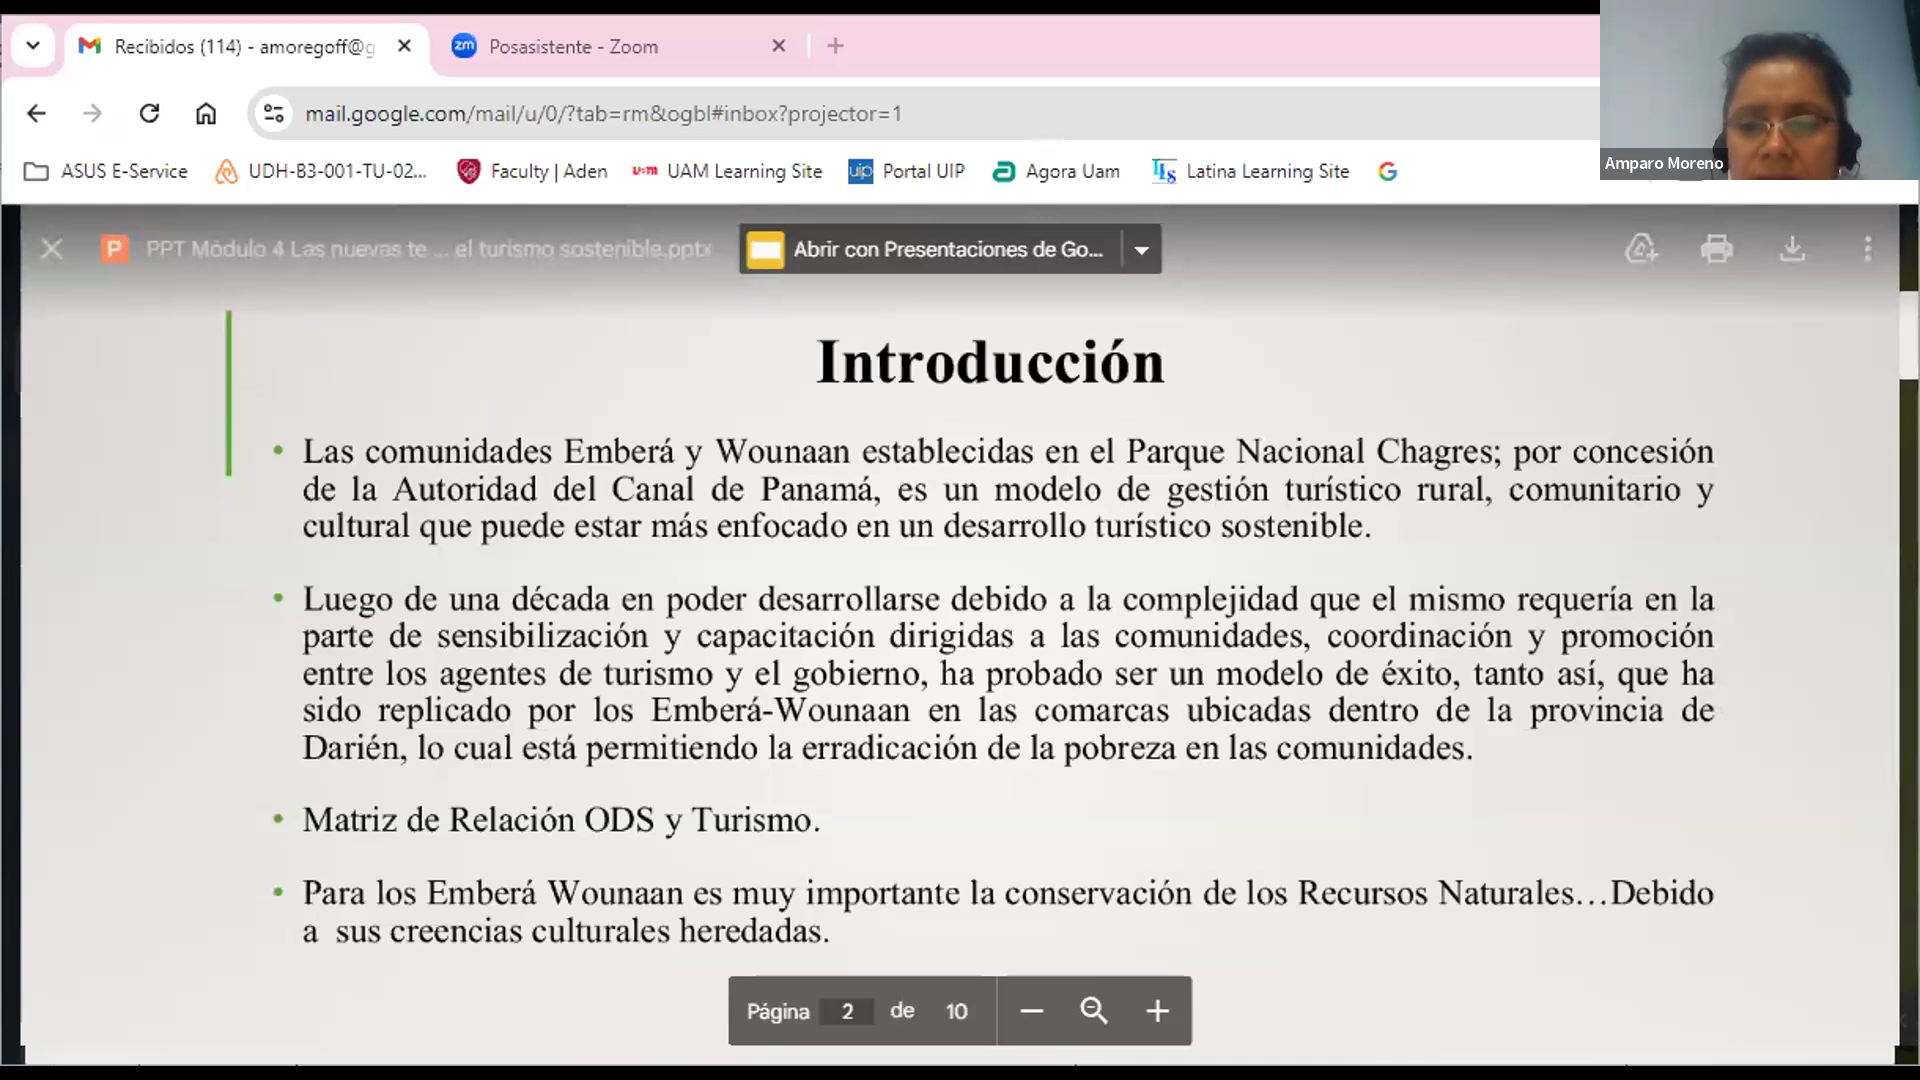 Recibidos (114) - amoregoff@g
Posasistente - Zoom
mail.google.com/mail/u/0/?tab=rm&ogbl#inbox?projector=1
ASUS E-Service
UDH-B3-001-TU-02...
Faculty | Aden
UAM Learning Site
Portal UIP
Agora Uam
Latina Learning Site
Amparo Moreno
PPT Módulo 4 Las nuevas te ... el turismo sostenible.pptx
Abrir con Presentaciones de Go...
Introducción
• Las comunidades Emberá y Wounaan establecidas en el Parque Nacional Chagres; por concesión
de la Autoridad del Canal de Panamá, es un modelo de gestión turístico rural, comunitario y
cultural que puede estar más enfocado en un desarrollo turístico sostenible.
• Luego de una década en poder desarrollarse debido a la complejidad que el mismo requería en la
parte de sensibilización y capacitación dirigidas a las comunidades, coordinación y promoción
entre los agentes de turismo y el gobierno, ha probado ser un modelo de éxito, tanto así, que ha
sido replicado por los Emberá-Wounaan en las comarcas ubicadas dentro de la provincia de
Darién, lo cual está permitiendo la erradicación de la pobreza en las comunidades.
• Matriz de Relación ODS y Turismo.
• Para los Emberá Wounaan es muy importante la conservación de los Recursos Naturales…Debido
a sus creencias culturales heredadas.
Página 2 de 10